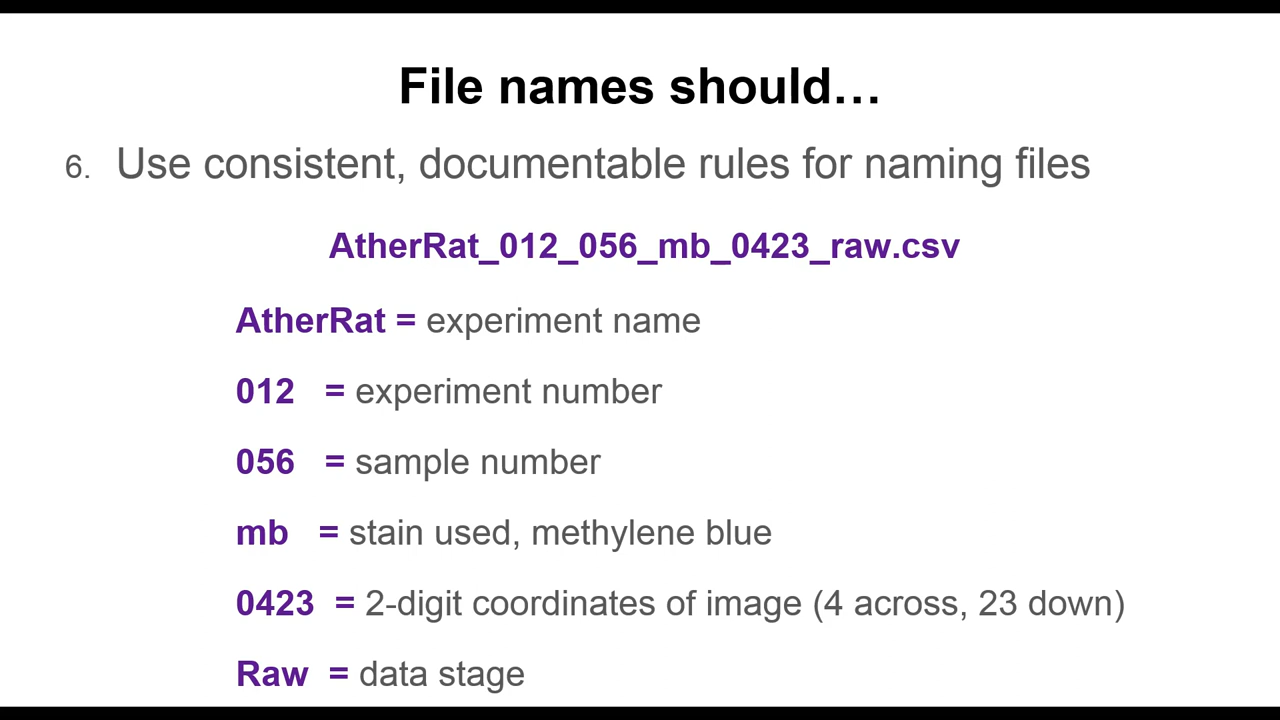 File names should…
6. Use consistent, documentable rules for naming files
AtherRat_012_056_mb_0423_raw.csv
AtherRat = experiment name
012 = experiment number
056 = sample number
mb = stain used, methylene blue
0423 = 2-digit coordinates of image (4 across, 23 down)
Raw = data stage